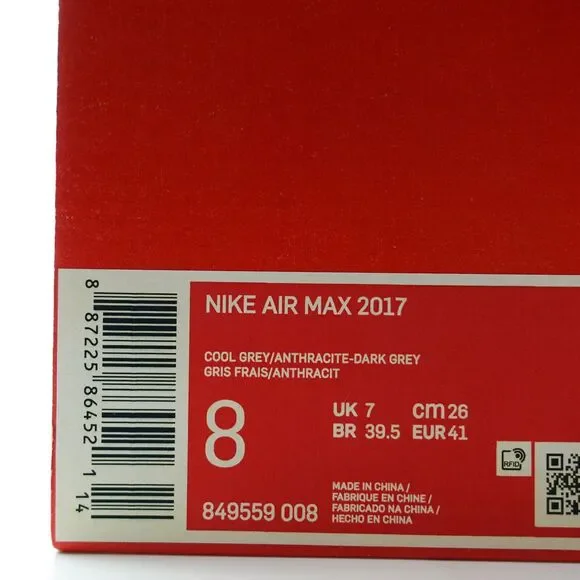 NIKE AIR MAX 2017
COOL GREY/ANTHRACITE-DARK GREY
GRIS FRAIS/ANTHRACIT
8
UK 7 cm 26
BR 39.5 EUR 41
RFID
849559 008
MADE IN CHINA /
FABRIQUE EN CHINE /
FABRICADO NA CHINA /
HECHO EN CHINA
8 87225 86452 1 14